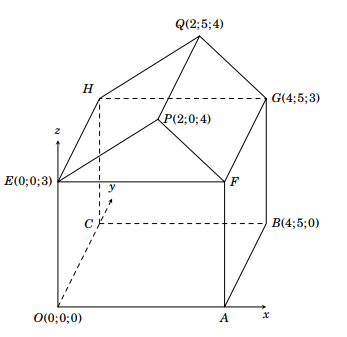 Q(2;5;4)
H
G(4;5;3)
P(2;0;4)
z
E(0;0;3)
F
y
C
B(4;5;0)
O(0;0;0)
A
x